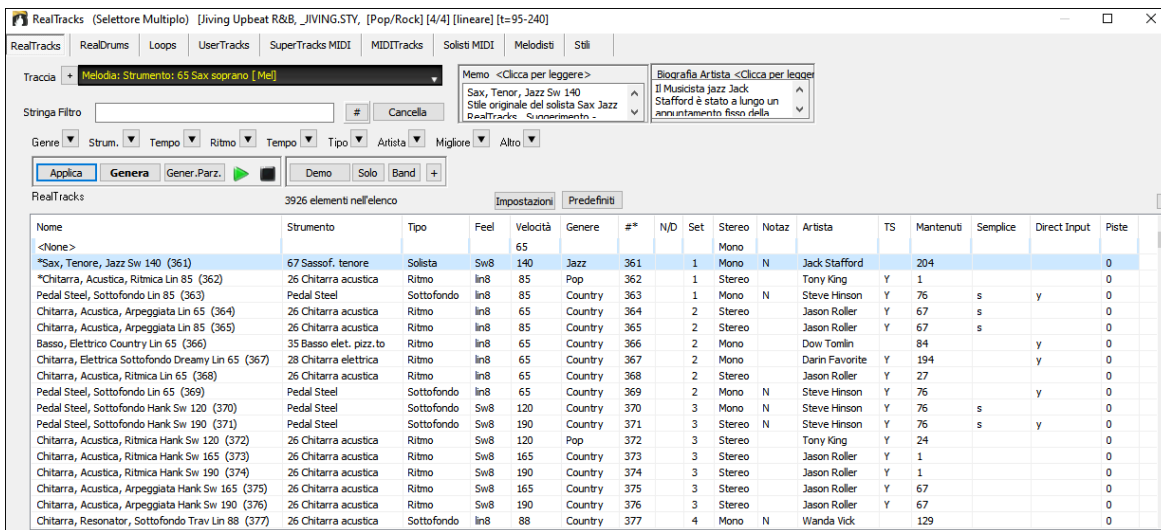 RealTracks (Selettore Multiplo) [Jiving Upbeat R&B, _JIVING.STY, [Pop/Rock] [4/4] [lineare] [t=95-240]
RealTracks RealDrums Loops UserTracks SuperTracks MIDI MIDITracks Solisti MIDI Melodisti Stili
Traccia + Melodia: Strumento: 65 Sax soprano [ Mel]
Memo <Clicca per leggere>
Sax, Tenor, Jazz Sw 140
Stile originale del solista Sax Jazz
RealTracks. Suggerimento -
Biografia Artista <Clicca per legger
Il Musicista jazz Jack
Stafford è stato a lungo un
appuntamento fisso della
Stringa Filtro # Cancella
Genre Strum. Tempo Ritmo Tempo Tipo Artista Migliore Altro
Applica Genera Gener.Parz. Demo Solo Band +
RealTracks 3926 elementi nell'elenco Impostazioni Predefiniti
Nome Strumento Tipo Feel Velocità Genere #* N/D Set Stereo Notaz Artista TS Mantenuti Semplice Direct Input Piste
<None> 65 Mono
*Sax, Tenore, Jazz Sw 140 (361) 67 Sassof. tenore Solista Sw8 140 Jazz 361 1 Mono N Jack Stafford 204 0
*Chitarra, Acustica, Ritmica Lin 85 (362) 26 Chitarra acustica Ritmo lin8 85 Pop 362 1 Stereo Tony King Y 1 0
Pedal Steel, Sottofondo Lin 85 (363) Pedal Steel Sottofondo lin8 85 Country 363 1 Mono N Steve Hinson Y 76 s y 0
Chitarra, Acustica, Arpeggiata Lin 65 (364) 26 Chitarra acustica Ritmo lin8 65 Country 364 2 Stereo Jason Roller Y 67 s 0
Chitarra, Acustica, Arpeggiata Lin 85 (365) 26 Chitarra acustica Ritmo lin8 85 Country 365 2 Stereo Jason Roller Y 67 s 0
Basso, Elettrico Country Lin 65 (366) 35 Basso elet. pizz.to Ritmo lin8 65 Country 366 2 Mono Dow Tomlin 84 y 0
Chitarra, Elettrica Sottofondo Dreamy Lin 65 (367) 28 Chitarra elettrica Ritmo lin8 65 Country 367 2 Mono Darin Favorite Y 194 y 0
Chitarra, Acustica, Ritmica Lin 65 (368) 26 Chitarra acustica Ritmo lin8 65 Country 368 2 Stereo Jason Roller Y 27 0
Pedal Steel, Sottofondo Lin 65 (369) Pedal Steel Sottofondo lin8 65 Country 369 2 Mono N Steve Hinson Y 76 y 0
Pedal Steel, Sottofondo Hank Sw 120 (370) Pedal Steel Sottofondo Sw8 120 Country 370 3 Mono N Steve Hinson Y 76 s 0
Pedal Steel, Sottofondo Hank Sw 190 (371) Pedal Steel Sottofondo Sw8 190 Country 371 3 Stereo N Steve Hinson Y 76 s y 0
Chitarra, Acustica, Ritmica Hank Sw 120 (372) 26 Chitarra acustica Ritmo Sw8 120 Pop 372 3 Stereo Tony King Y 24 0
Chitarra, Acustica, Ritmica Hank Sw 165 (373) 26 Chitarra acustica Ritmo Sw8 165 Country 373 3 Stereo Jason Roller Y 1 0
Chitarra, Acustica, Ritmica Hank Sw 190 (374) 26 Chitarra acustica Ritmo Sw8 190 Country 374 3 Stereo Jason Roller Y 1 0
Chitarra, Acustica, Arpeggiata Hank Sw 165 (375) 26 Chitarra acustica Ritmo Sw8 165 Country 375 3 Stereo Jason Roller Y 67 0
Chitarra, Acustica, Arpeggiata Hank Sw 190 (376) 26 Chitarra acustica Ritmo Sw8 190 Country 376 3 Stereo Jason Roller Y 67 0
Chitarra, Resonator, Sottofondo Trav Lin 88 (377) 26 Chitarra acustica Sottofondo lin8 88 Country 377 4 Mono N Wanda Vick 129 0